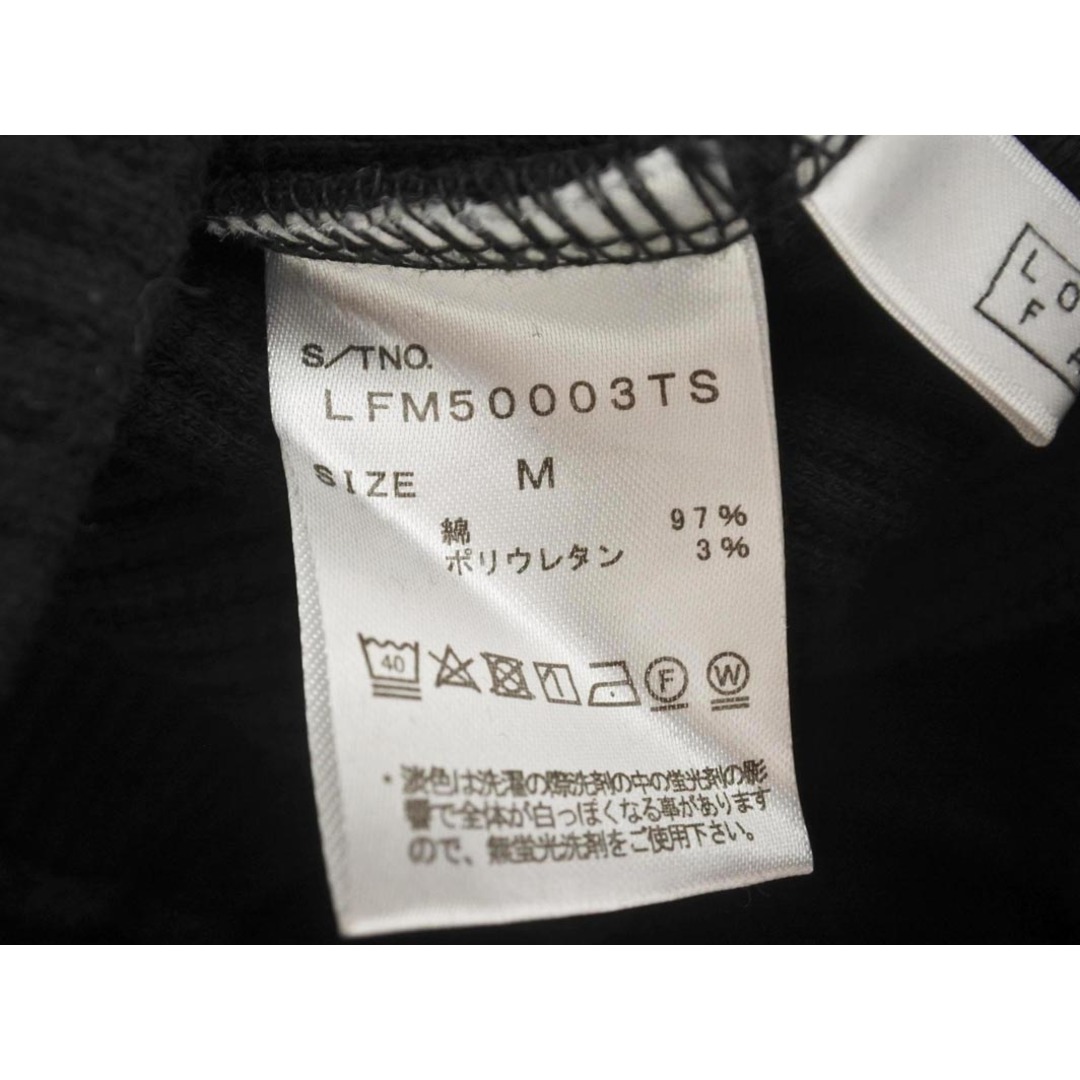 S/TNO.
LFM50003TS
SIZE M
綿 97%
ポリウレタン 3%
40 F W
・淡色は洗濯の際洗剤の中の蛍光剤の影
響で全体が白っぽくなる事があります
ので、無蛍光洗剤をご使用下さい。
L O
F